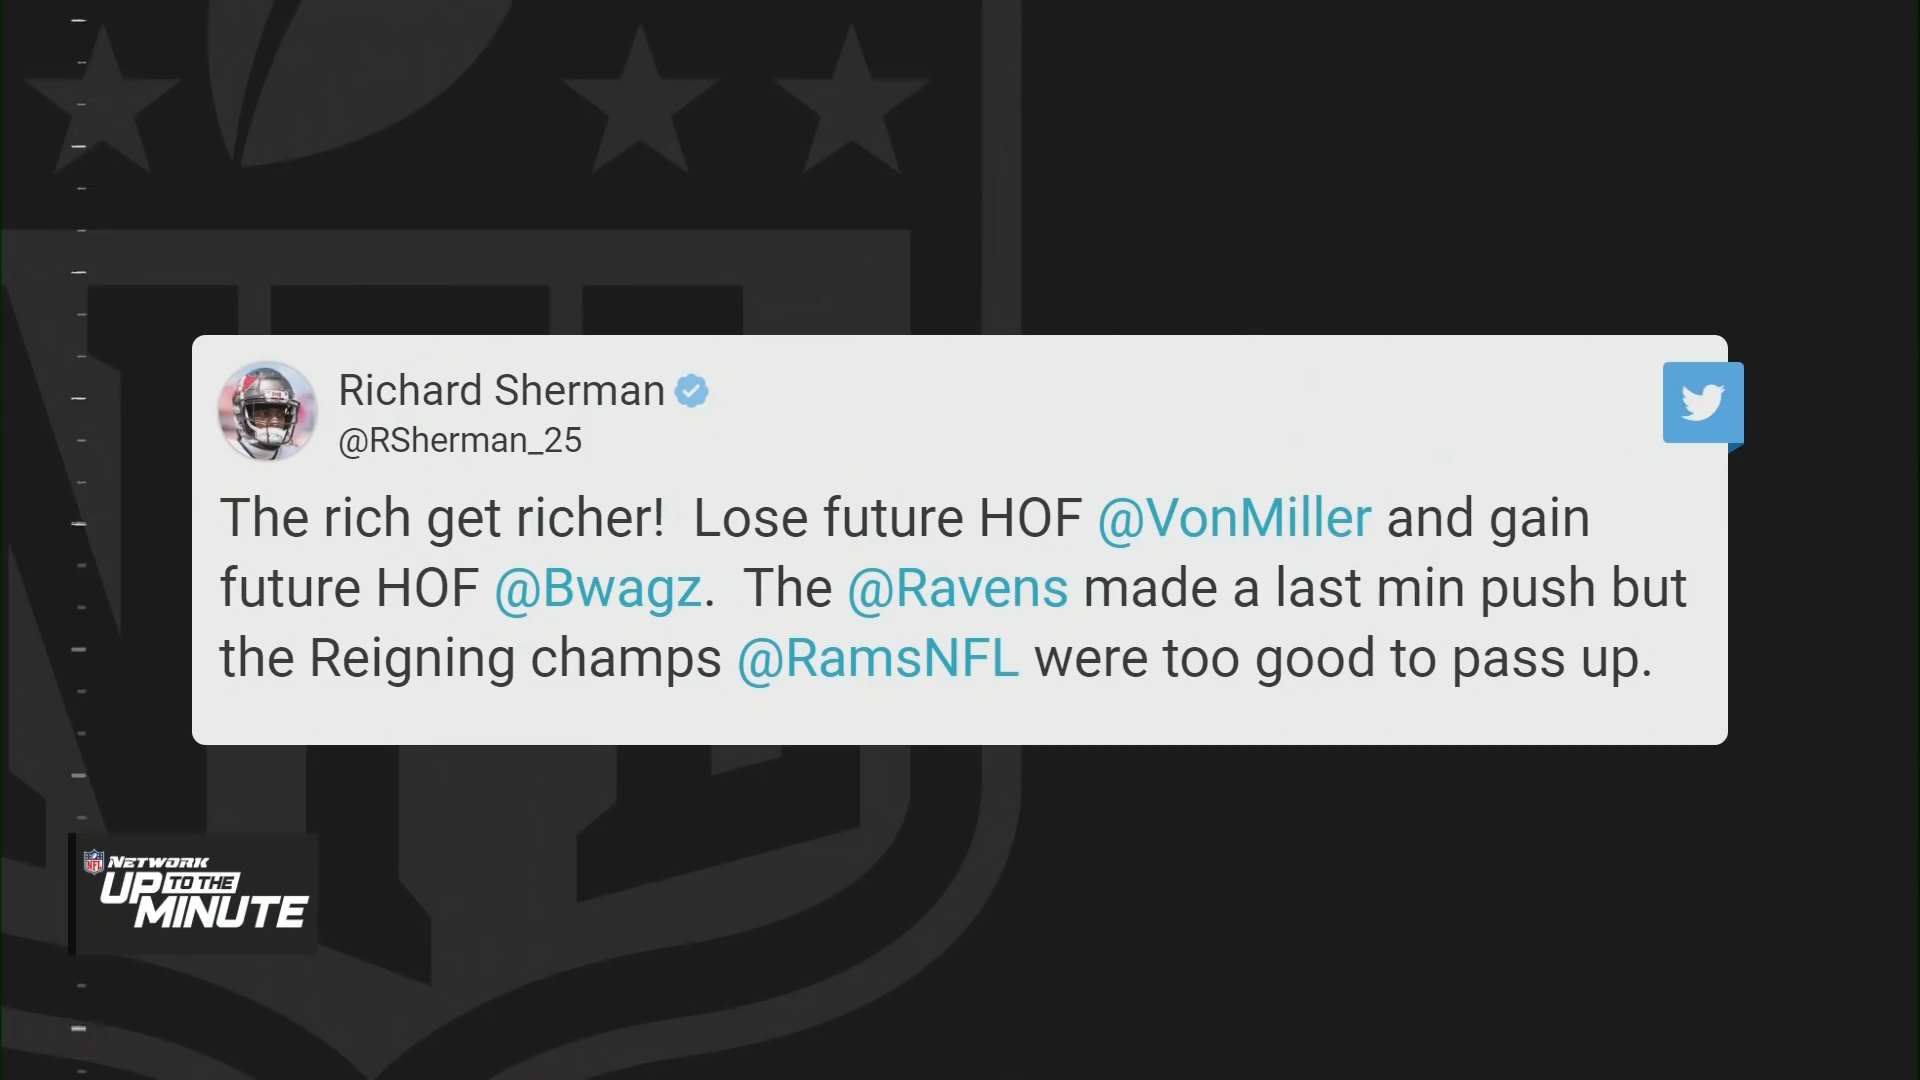 Richard Sherman
@RSherman_25
The rich get richer!  Lose future HOF @VonMiller and gain
future HOF @Bwagz.  The @Ravens made a last min push but
the Reigning champs @RamsNFL were too good to pass up.
NFL NETWORK
UP TO THE
MINUTE